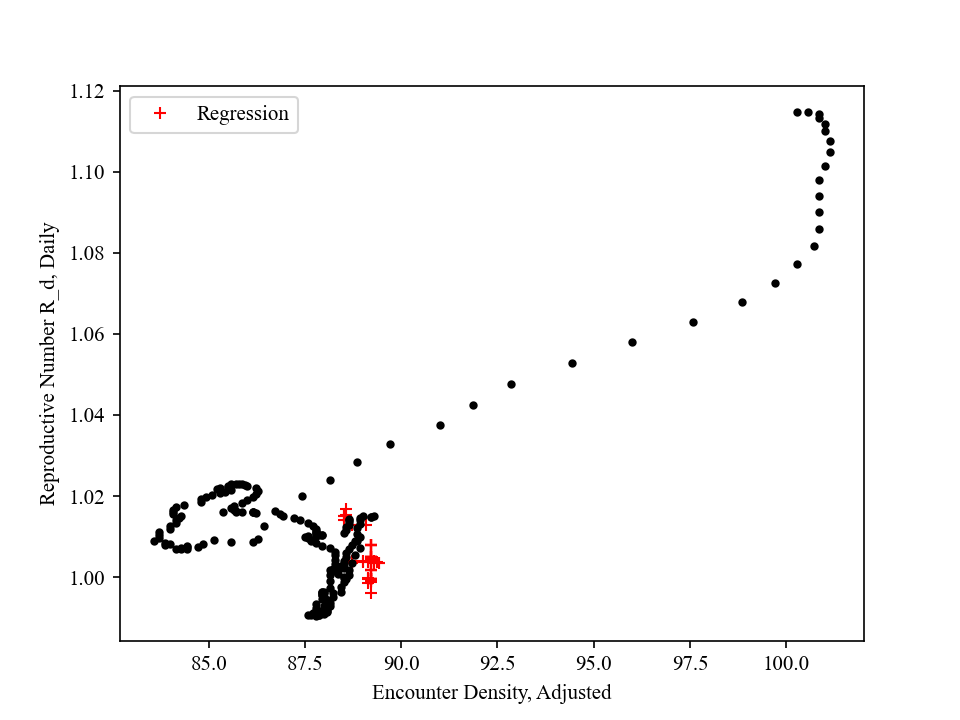 Regression
1.12
1.10
1.08
1.06
1.04
1.02
1.00
Reproductive Number R_d, Daily
85.0 87.5 90.0 92.5 95.0 97.5 100.0
Encounter Density, Adjusted